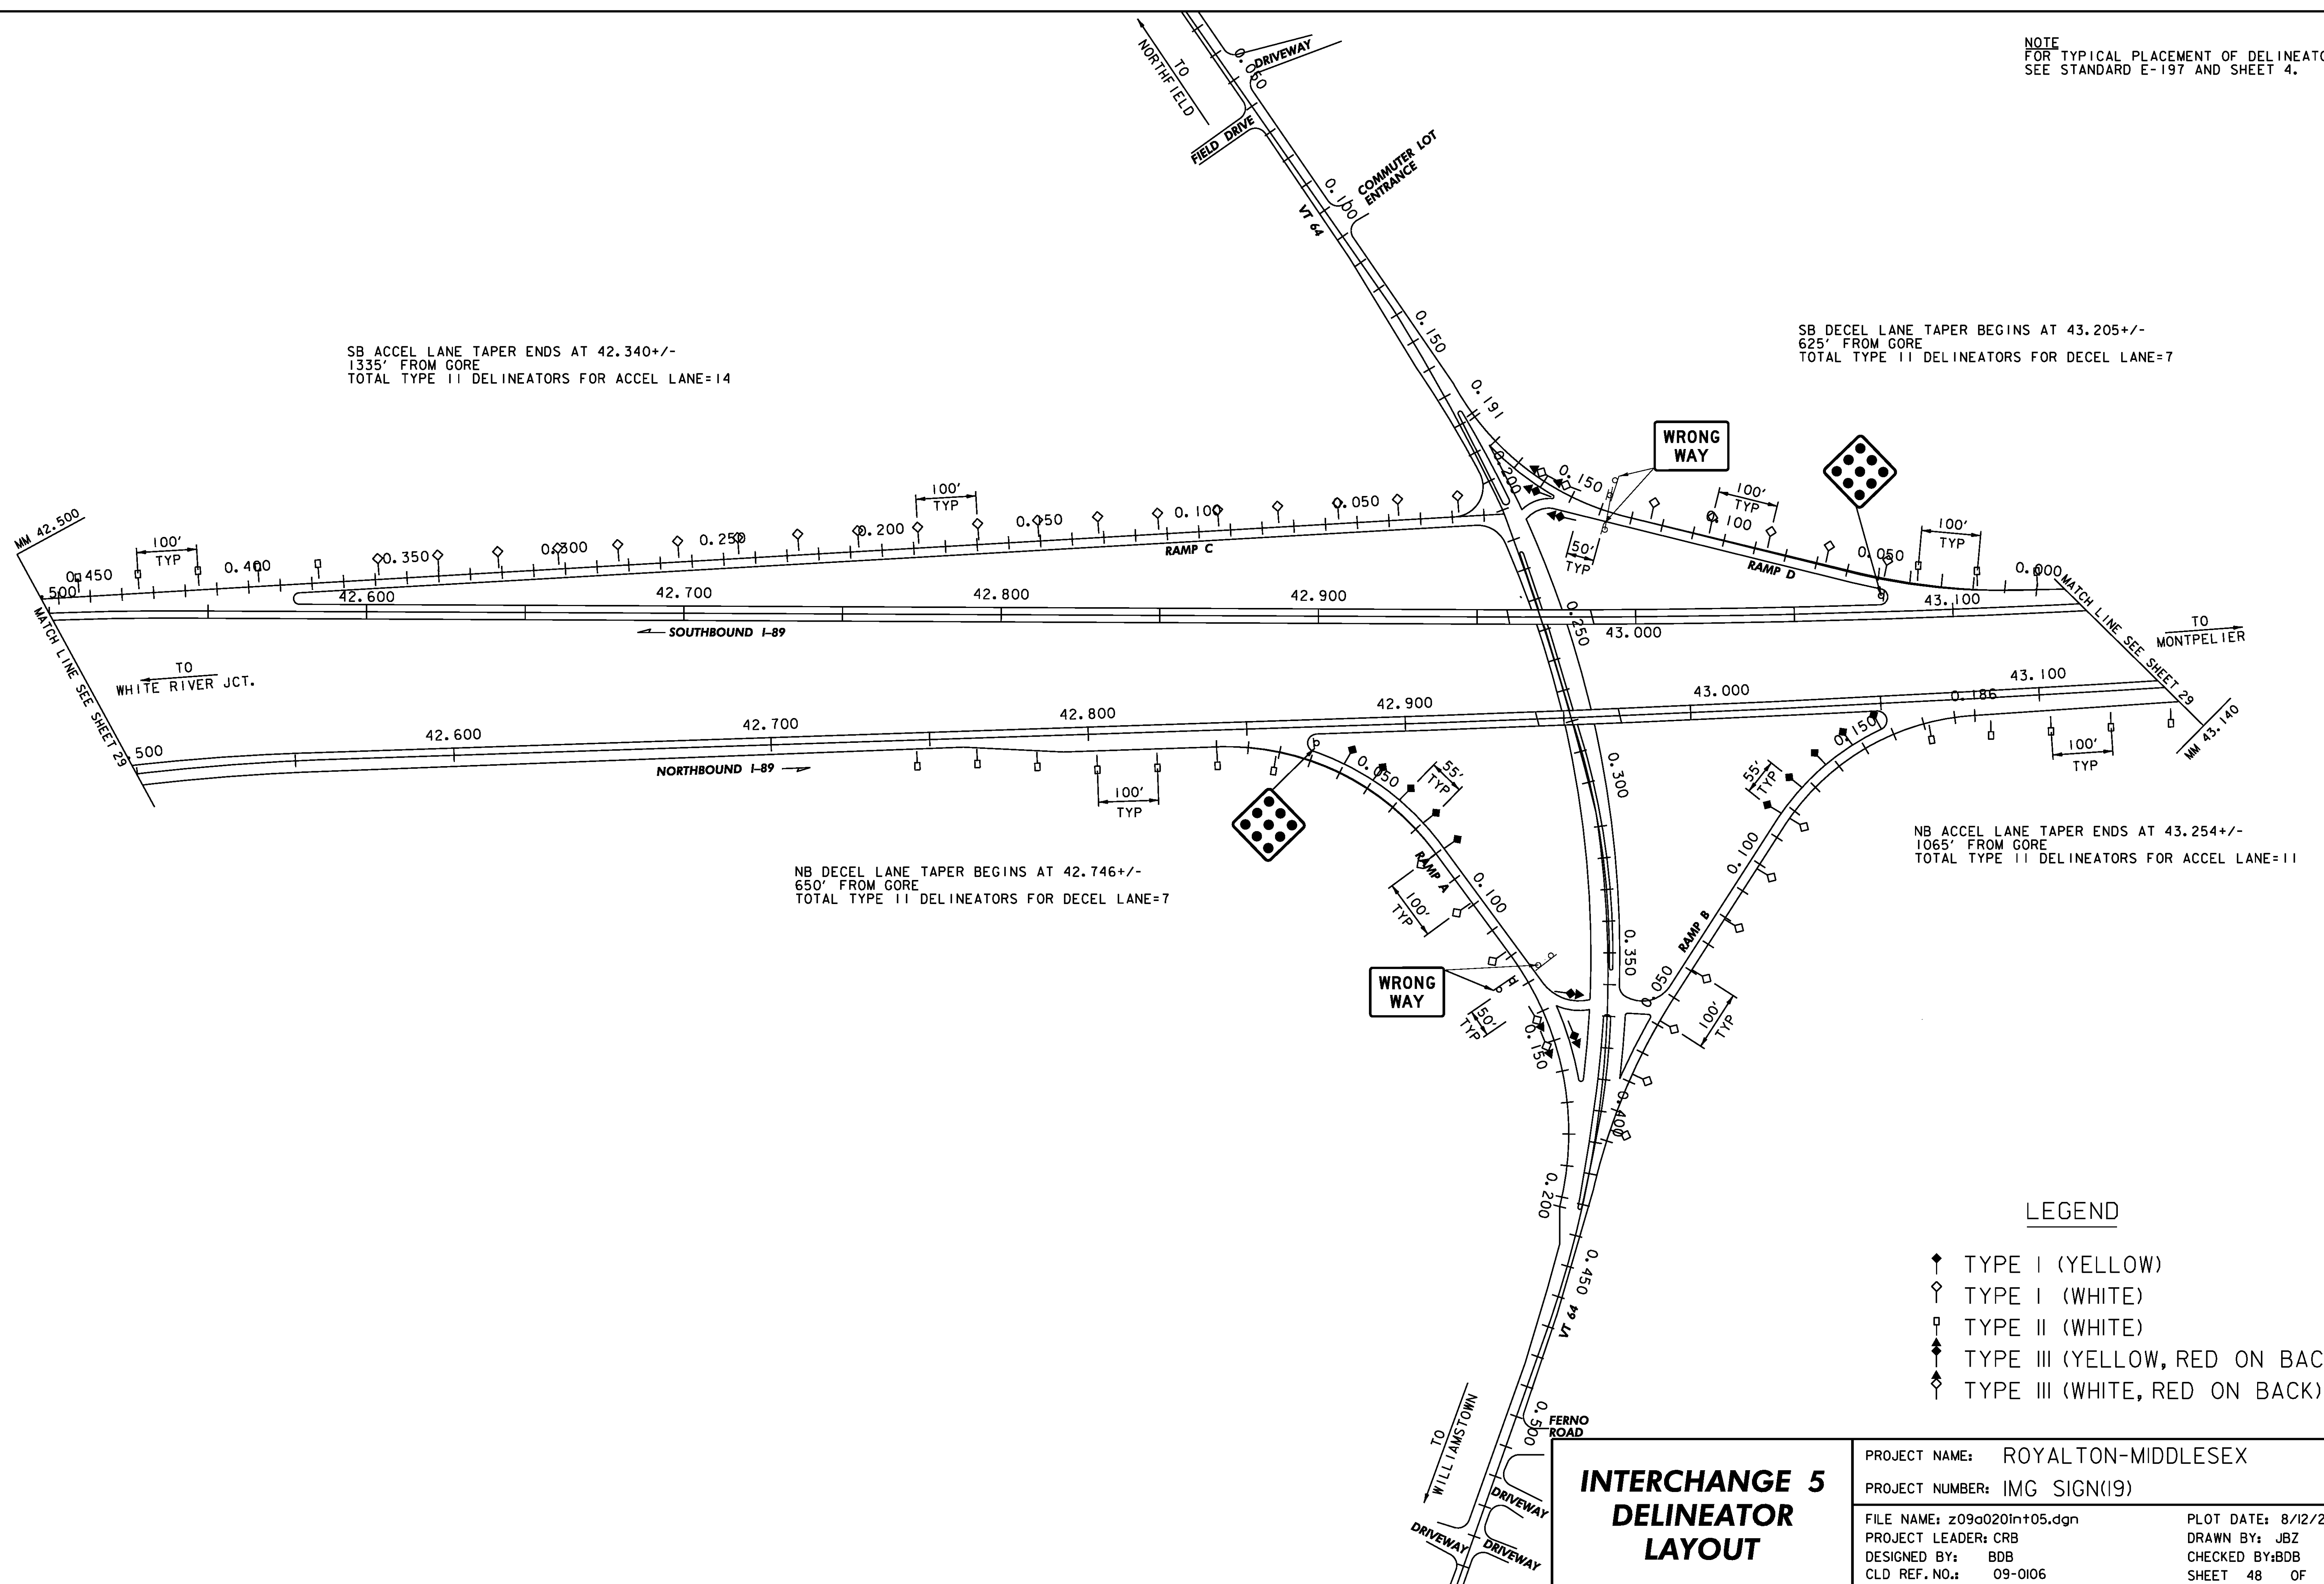 NOTE
FOR TYPICAL PLACEMENT OF DELINEATO
SEE STANDARD E-197 AND SHEET 4.
TO
NORTHFIELD
DRIVEWAY
0.050
FIELD DRIVE
COMMUTER LOT
ENTRANCE
0.100
VT 64
0.150
0.191
0.200
SB ACCEL LANE TAPER ENDS AT 42.340+/-
1335' FROM GORE
TOTAL TYPE II DELINEATORS FOR ACCEL LANE=14
SB DECEL LANE TAPER BEGINS AT 43.205+/-
625' FROM GORE
TOTAL TYPE II DELINEATORS FOR DECEL LANE=7
WRONG
WAY
MM 42.500
100'
TYP
0.450
0.400
0.350
0.300
0.250
0.200
100'
TYP
0.150
0.100
0.050
RAMP C
0.150
50'
TYP
100'
TYP
0.100
RAMP D
0.050
100'
TYP
0.000
.500
42.600
42.700
42.800
42.900
43.000
43.100
SOUTHBOUND I-89
0.250
MATCH LINE SEE SHEET 29
TO
WHITE RIVER JCT.
MATCH LINE SEE SHEET 29
TO
MONTPELIER
MM 43.140
.500
42.600
42.700
42.800
42.900
43.000
43.100
NORTHBOUND I-89
100'
TYP
0.050
55'
TYP
0.300
55'
TYP
0.150
0.186
100'
TYP
NB DECEL LANE TAPER BEGINS AT 42.746+/-
650' FROM GORE
TOTAL TYPE II DELINEATORS FOR DECEL LANE=7
NB ACCEL LANE TAPER ENDS AT 43.254+/-
1065' FROM GORE
TOTAL TYPE II DELINEATORS FOR ACCEL LANE=11
RAMP A
100'
TYP
0.100
0.100
RAMP B
0.350
0.050
100'
TYP
WRONG
WAY
50'
TYP
0.150
0.400
0.200
0.450
VT 64
0.500
FERNO
ROAD
TO
WILLIAMSTOWN
DRIVEWAY
DRIVEWAY
DRIVEWAY
LEGEND
TYPE I (YELLOW)
TYPE I (WHITE)
TYPE II (WHITE)
TYPE III (YELLOW, RED ON BAC
TYPE III (WHITE, RED ON BACK)
INTERCHANGE 5
DELINEATOR
LAYOUT
PROJECT NAME: ROYALTON-MIDDLESEX
PROJECT NUMBER: IMG SIGN(19)
FILE NAME: z09a020int05.dgn
PROJECT LEADER: CRB
DESIGNED BY: BDB
CLD REF. NO.: 09-0106
PLOT DATE: 8/12/2
DRAWN BY: JBZ
CHECKED BY:BDB
SHEET 48 OF